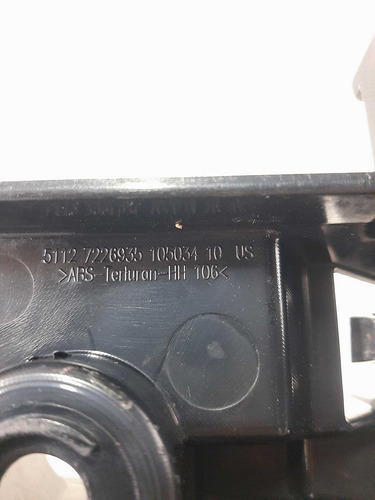 5112 7226935 105034 10 US
>ABS-Terluran-HH 106<